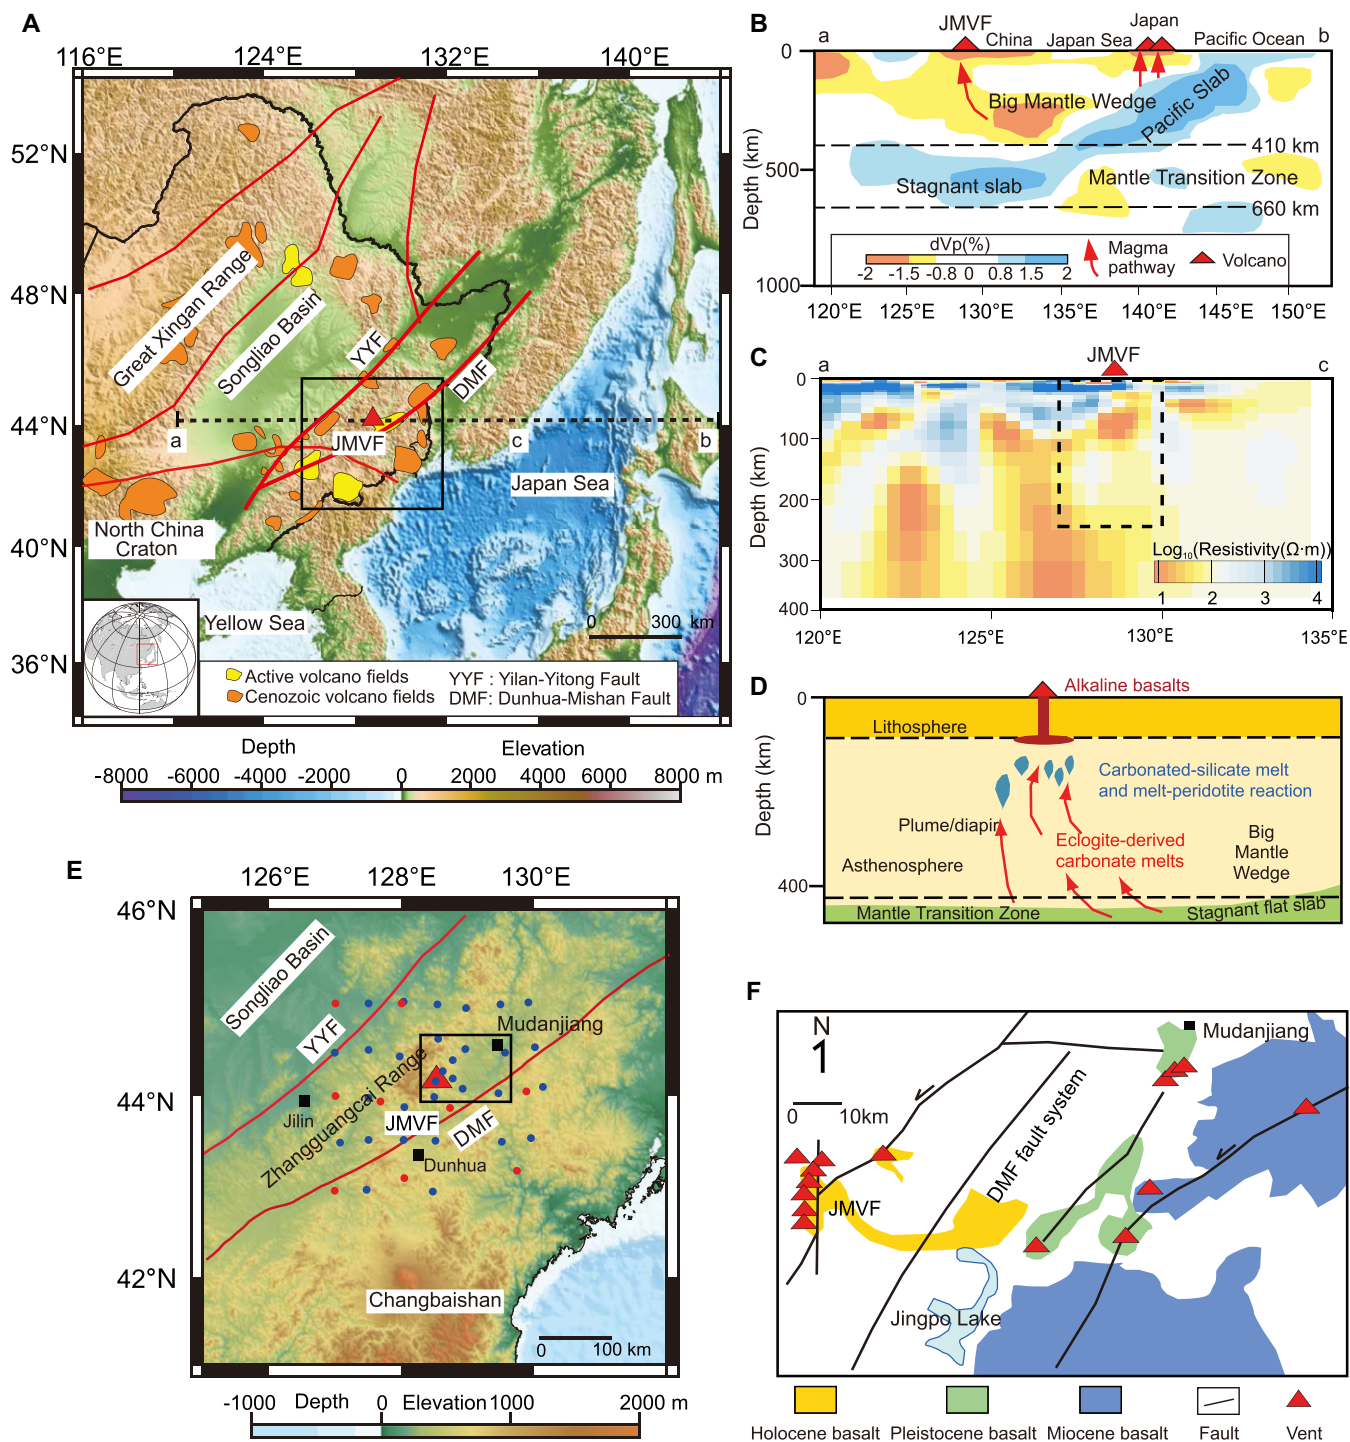 A
116°E
124°E
132°E
140°E
52°N
48°N
44°N
40°N
36°N
Great Xingan Range
Songliao Basin
YYF
DMF
JMVF
a
c
b
Japan Sea
North China
Craton
Yellow Sea
0 300 km
Active volcano fields
Cenozoic volcano fields
YYF : Yilan-Yitong Fault
DMF: Dunhua-Mishan Fault
Depth
Elevation
-8000 -6000 -4000 -2000 0 2000 4000 6000 8000 m
B
JMVF
Japan
a
China
Japan Sea
Pacific Ocean
b
0
500
1000
Depth (km)
Big Mantle Wedge
Pacific Slab
410 km
Stagnant slab
Mantle Transition Zone
660 km
dVp(%)
-2 -1.5 -0.8 0 0.8 1.5 2
Magma
pathway
Volcano
120°E 125°E 130°E 135°E 140°E 145°E 150°E
C
JMVF
a
c
0
100
200
300
400
Depth (km)
Log10(Resistivity(Ω·m))
1 2 3 4
120°E 125°E 130°E 135°E
D
Alkaline basalts
0
400
Depth (km)
Lithosphere
Carbonated-silicate melt
and melt-peridotite reaction
Plume/diapir
Eclogite-derived
carbonate melts
Big
Mantle
Wedge
Asthenosphere
Mantle Transition Zone
Stagnant flat slab
E
126°E 128°E 130°E
46°N
44°N
42°N
Songliao Basin
YYF
Mudanjiang
Zhangguangcai Range
Jilin
JMVF
DMF
Dunhua
Changbaishan
0 100 km
-1000 Depth 0 Elevation 1000 2000 m
F
N
1
0 10km
Mudanjiang
DMF fault system
JMVF
Jingpo Lake
Holocene basalt
Pleistocene basalt
Miocene basalt
Fault
Vent